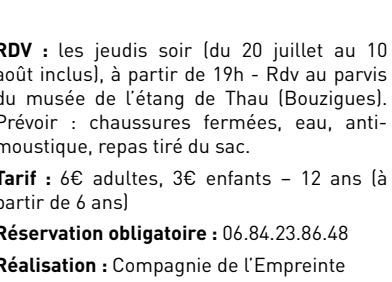 RDV : les jeudis soir (du 20 juillet au 10
août inclus), à partir de 19h - Rdv au parvis
du musée de l'étang de Thau (Bouzigues).
Prévoir : chaussures fermées, eau, anti-
moustique, repas tiré du sac.
Tarif : 6€ adultes, 3€ enfants – 12 ans (à
partir de 6 ans)
Réservation obligatoire : 06.84.23.86.48
Réalisation : Compagnie de l'Empreinte